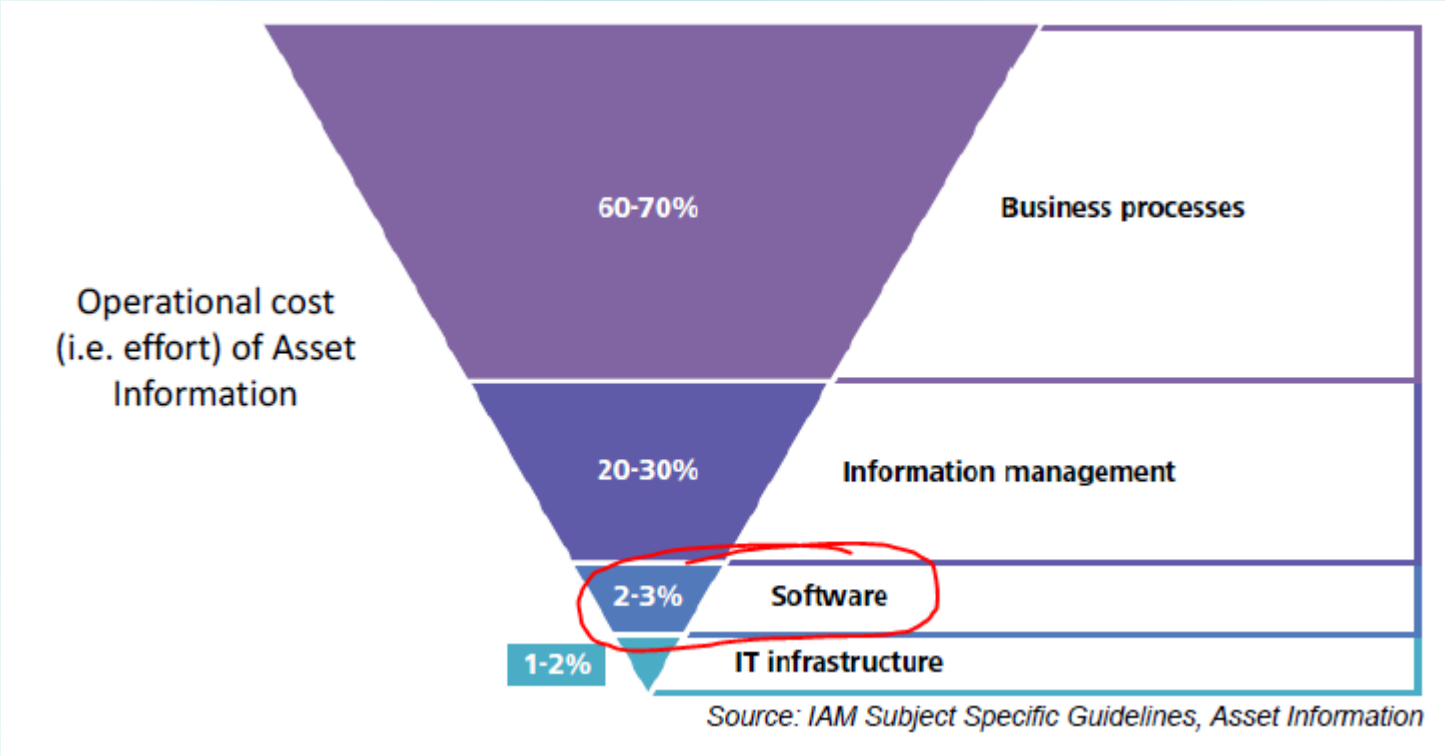 60-70%
Business processes
Operational cost
(i.e. effort) of Asset
Information
20-30%
Information management
2-3%
Software
1-2%
IT infrastructure
Source: IAM Subject Specific Guidelines, Asset Information